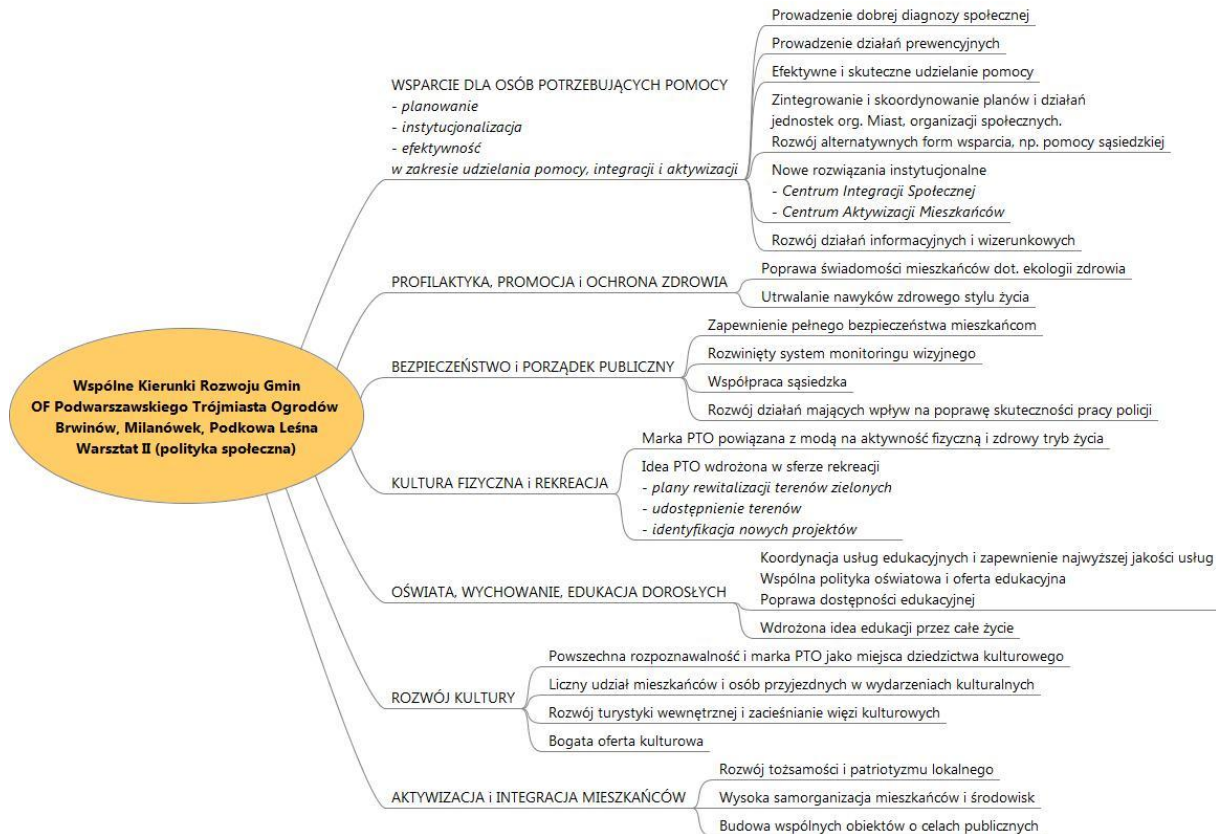 Wspólne Kierunki Rozwoju Gmin
OF Podwarszawskiego Trójmiasta Ogrodów
Brwinów, Milanówek, Podkowa Leśna
Warsztat II (polityka społeczna)
WSPARCIE DLA OSÓB POTRZEBUJĄCYCH POMOCY
- planowanie
- instytucjonalizacja
- efektywność
w zakresie udzielania pomocy, integracji i aktywizacji
Prowadzenie dobrej diagnozy społecznej
Prowadzenie działań prewencyjnych
Efektywne i skuteczne udzielanie pomocy
Zintegrowanie i skoordynowanie planów i działań
jednostek org. Miast, organizacji społecznych.
Rozwój alternatywnych form wsparcia, np. pomocy sąsiedzkiej
Nowe rozwiązania instytucjonalne
- Centrum Integracji Społecznej
- Centrum Aktywizacji Mieszkańców
Rozwój działań informacyjnych i wizerunkowych
PROFILAKTYKA, PROMOCJA i OCHRONA ZDROWIA
Poprawa świadomości mieszkańców dot. ekologii zdrowia
Utrwalanie nawyków zdrowego stylu życia
BEZPIECZEŃSTWO i PORZĄDEK PUBLICZNY
Zapewnienie pełnego bezpieczeństwa mieszkańcom
Rozwinięty system monitoringu wizyjnego
Współpraca sąsiedzka
Rozwój działań mających wpływ na poprawę skuteczności pracy policji
KULTURA FIZYCZNA i REKREACJA
Marka PTO powiązana z modą na aktywność fizyczną i zdrowy tryb życia
Idea PTO wdrożona w sferze rekreacji
- plany rewitalizacji terenów zielonych
- udostępnienie terenów
- identyfikacja nowych projektów
OŚWIATA, WYCHOWANIE, EDUKACJA DOROSŁYCH
Koordynacja usług edukacyjnych i zapewnienie najwyższej jakości usług
Wspólna polityka oświatowa i oferta edukacyjna
Poprawa dostępności edukacyjnej
Wdrożona idea edukacji przez całe życie
ROZWÓJ KULTURY
Powszechna rozpoznawalność i marka PTO jako miejsca dziedzictwa kulturowego
Liczny udział mieszkańców i osób przyjezdnych w wydarzeniach kulturalnych
Rozwój turystyki wewnętrznej i zacieśnianie więzi kulturowych
Bogata oferta kulturowa
AKTYWIZACJA i INTEGRACJA MIESZKAŃCÓW
Rozwój tożsamości i patriotyzmu lokalnego
Wysoka samorganizacja mieszkańców i środowisk
Budowa wspólnych obiektów o celach publicznych